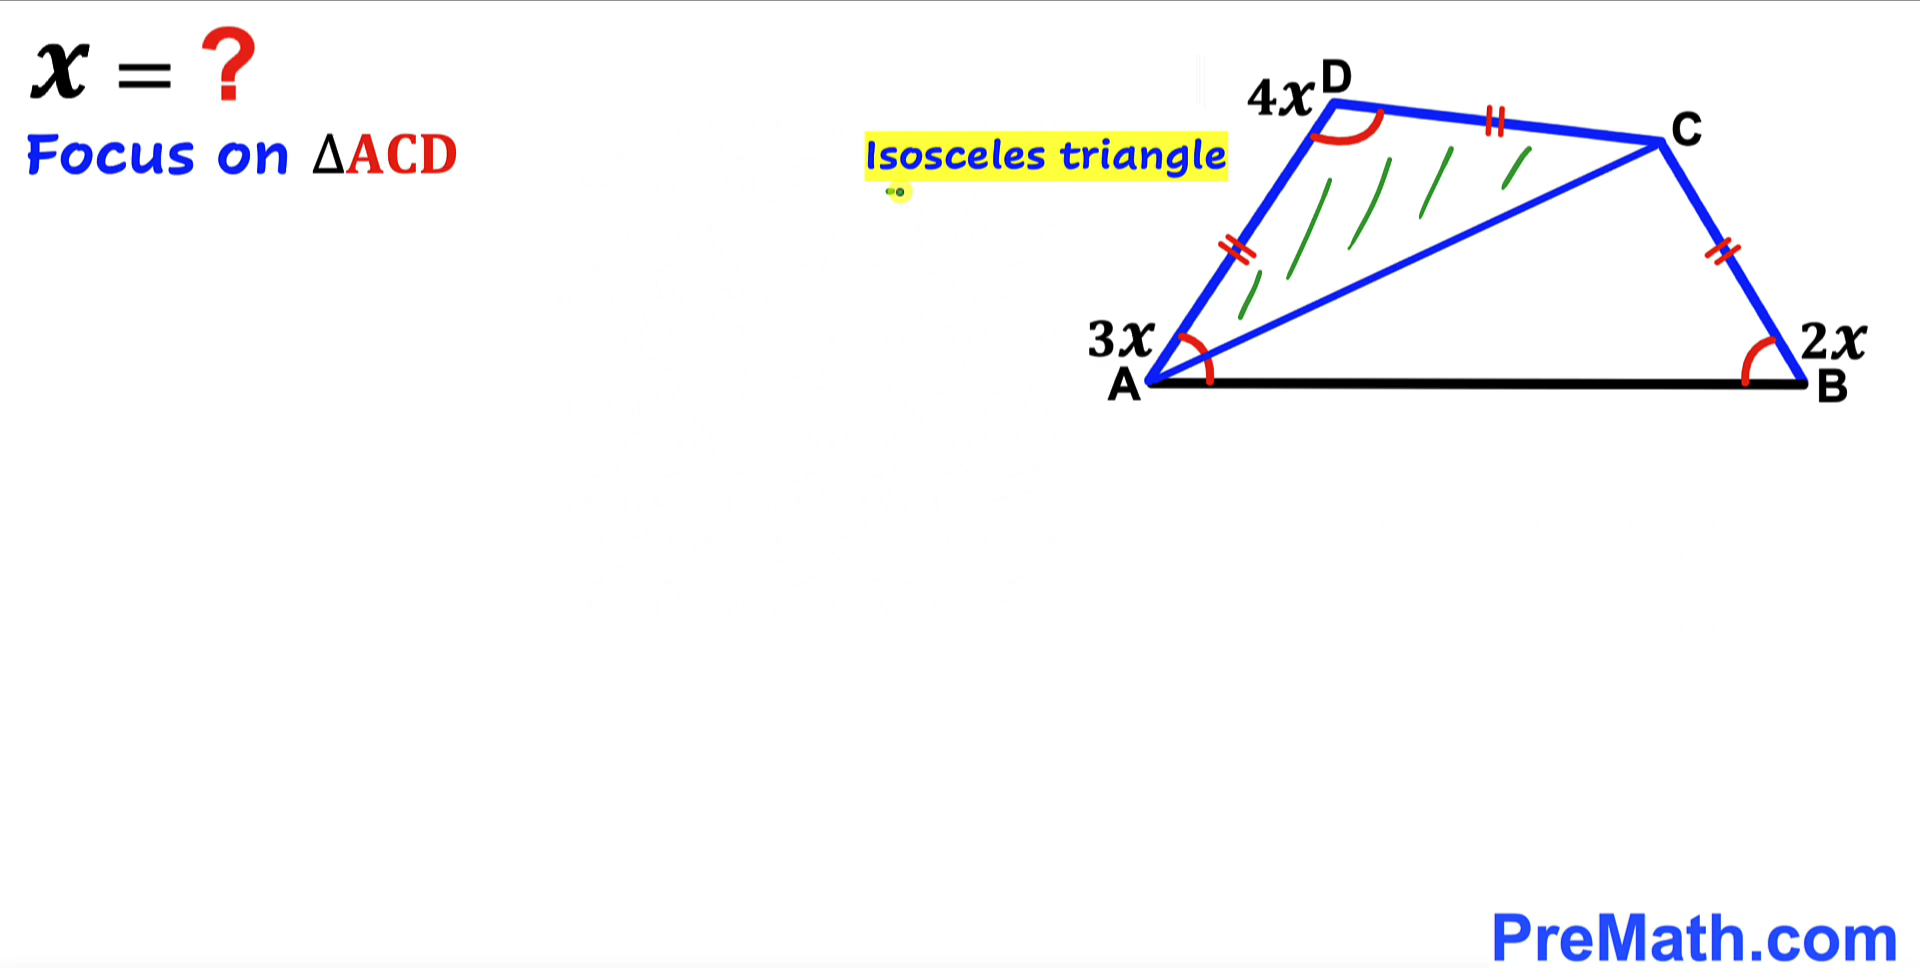 x = ?
Focus on ΔACD
Isosceles triangle
4x
D
C
3x
A
2x
B
PreMath.com